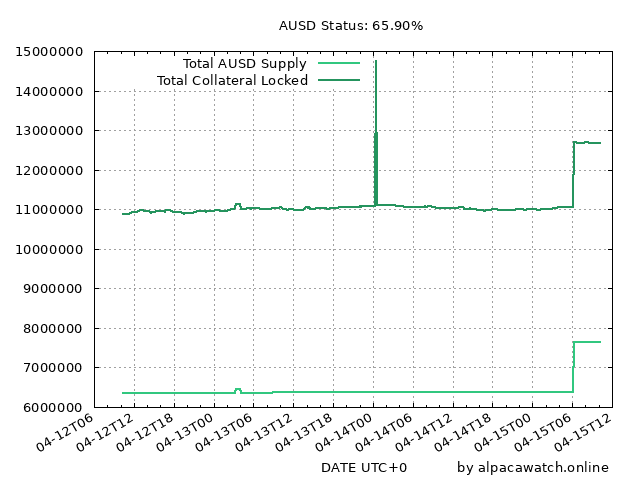 AUSD Status: 65.90%
Total AUSD Supply
Total Collateral Locked
15000000
14000000
13000000
12000000
11000000
10000000
9000000
8000000
7000000
6000000
04-12T06
04-12T12
04-12T18
04-13T00
04-13T06
04-13T12
04-13T18
04-14T00
04-14T06
04-14T12
04-14T18
04-15T00
04-15T06
04-15T12
DATE UTC+0
by alpacawatch.online